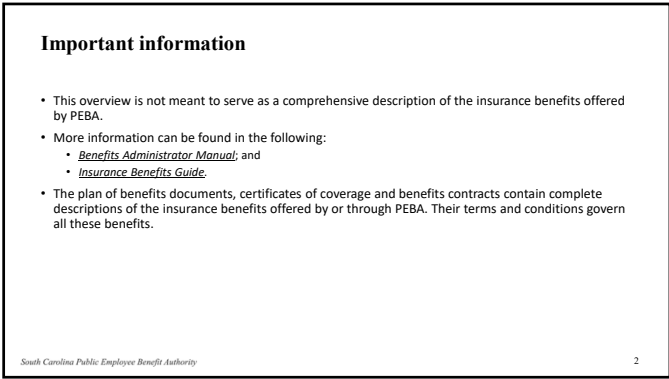 Important information
• This overview is not meant to serve as a comprehensive description of the insurance benefits offered
by PEBA.
• More information can be found in the following:
• Benefits Administrator Manual; and
• Insurance Benefits Guide.
• The plan of benefits documents, certificates of coverage and benefits contracts contain complete
descriptions of the insurance benefits offered by or through PEBA. Their terms and conditions govern
all these benefits.
South Carolina Public Employee Benefit Authority
2